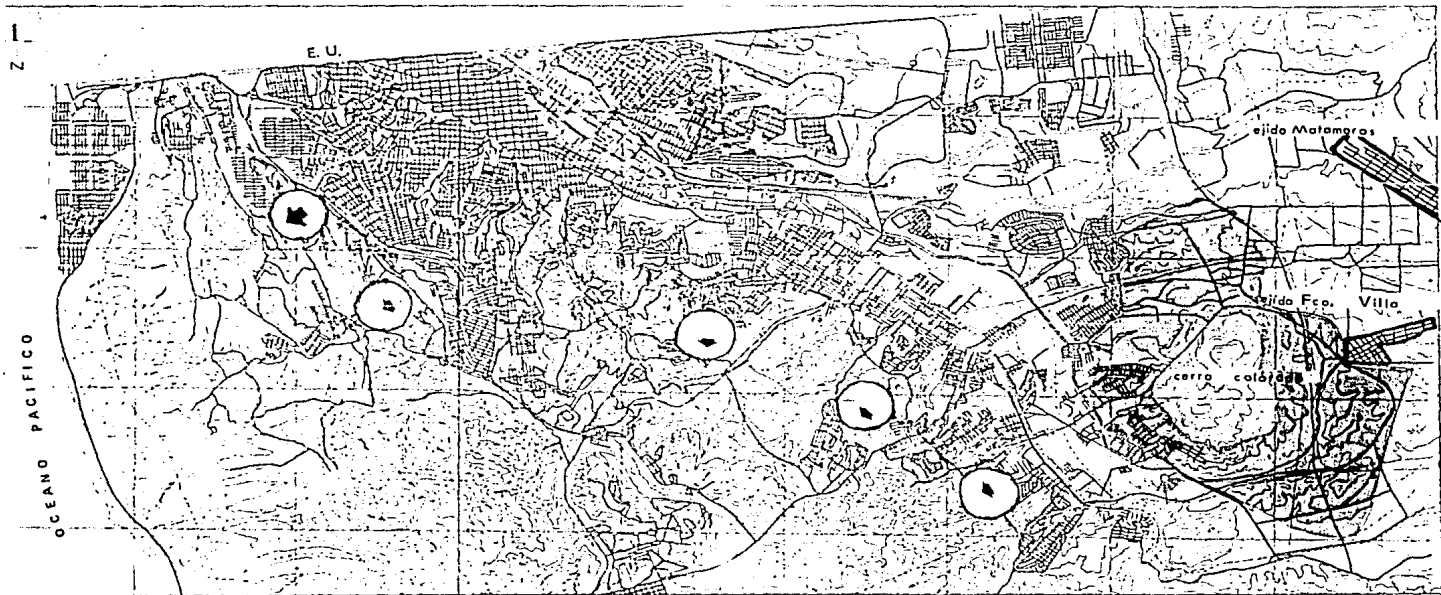 1
Z
E. U.
ejido Matamoros
ejido Fco. Villa
cerro colorado
OCEANO PACIFICO